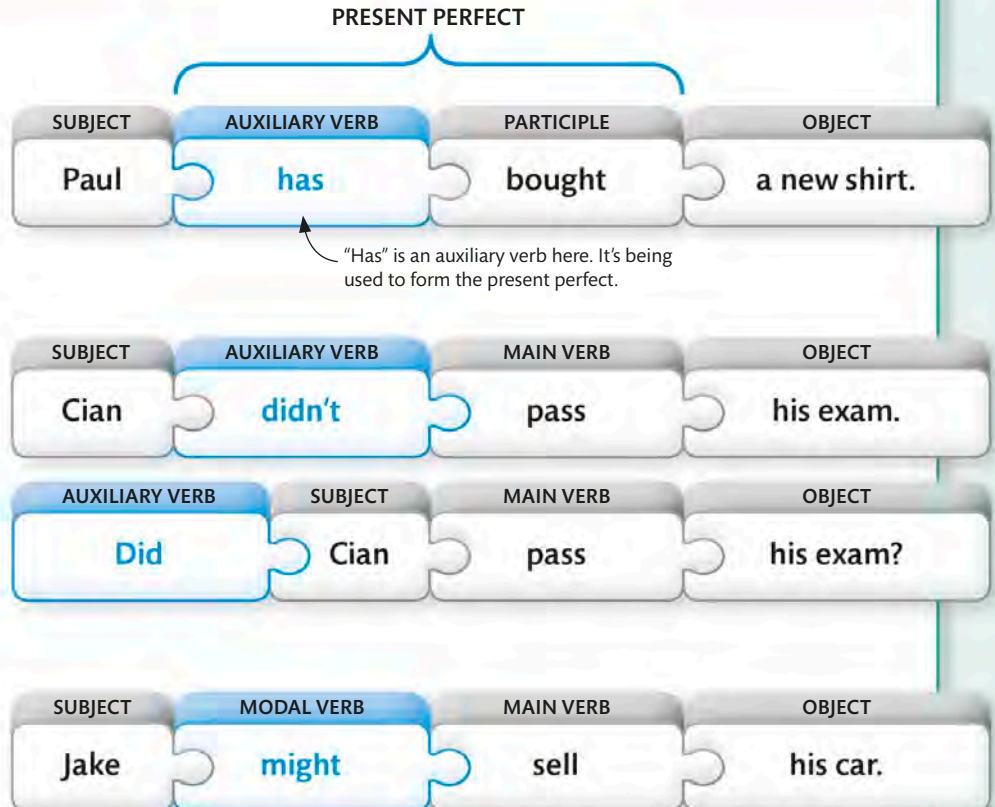 PRESENT PERFECT
SUBJECT AUXILIARY VERB PARTICIPLE OBJECT
Paul has bought a new shirt.
"Has" is an auxiliary verb here. It's being
used to form the present perfect.
SUBJECT AUXILIARY VERB MAIN VERB OBJECT
Cian didn't pass his exam.
AUXILIARY VERB SUBJECT MAIN VERB OBJECT
Did Cian pass his exam?
SUBJECT MODAL VERB MAIN VERB OBJECT
Jake might sell his car.